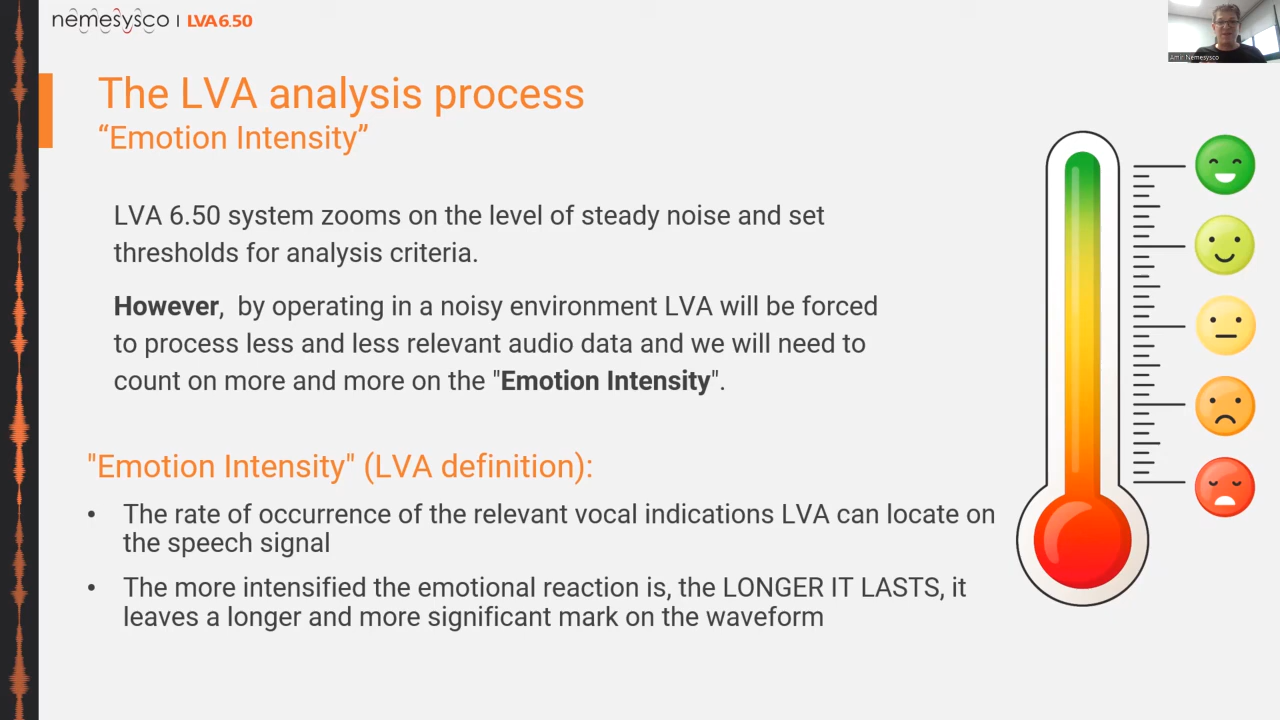 nemesysco | LVA6.50
Amir Nemesysco
The LVA analysis process
“Emotion Intensity”
LVA 6.50 system zooms on the level of steady noise and set
thresholds for analysis criteria.
However,  by operating in a noisy environment LVA will be forced
to process less and less relevant audio data and we will need to
count on more and more on the "Emotion Intensity".
"Emotion Intensity" (LVA definition):
• The rate of occurrence of the relevant vocal indications LVA can locate on
the speech signal
• The more intensified the emotional reaction is, the LONGER IT LASTS, it
leaves a longer and more significant mark on the waveform